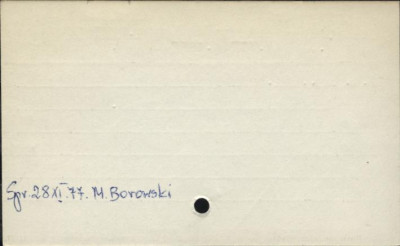 Spr. 28 XI. 77. M. Borowski